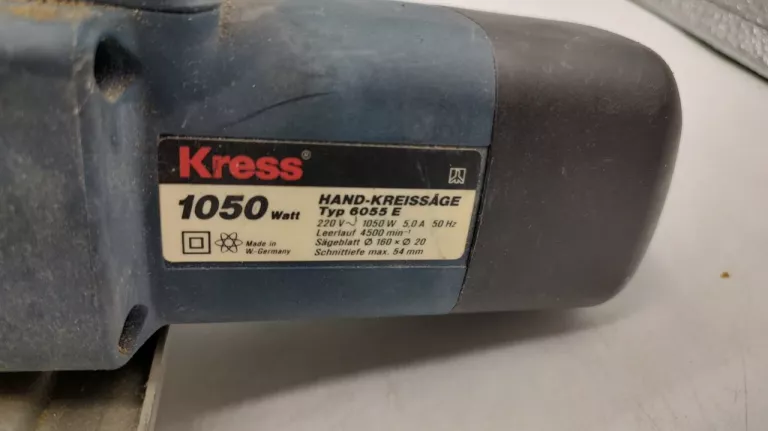 Kress®
1050 Watt
HAND-KREISSÄGE
Typ 6055 E
220 V~ 1050 W 5,0 A 50 Hz
Leerlauf 4500 min⁻¹
Sägeblatt Ø 160 × Ø 20
Schnittiefe max. 54 mm
Made in
W.-Germany